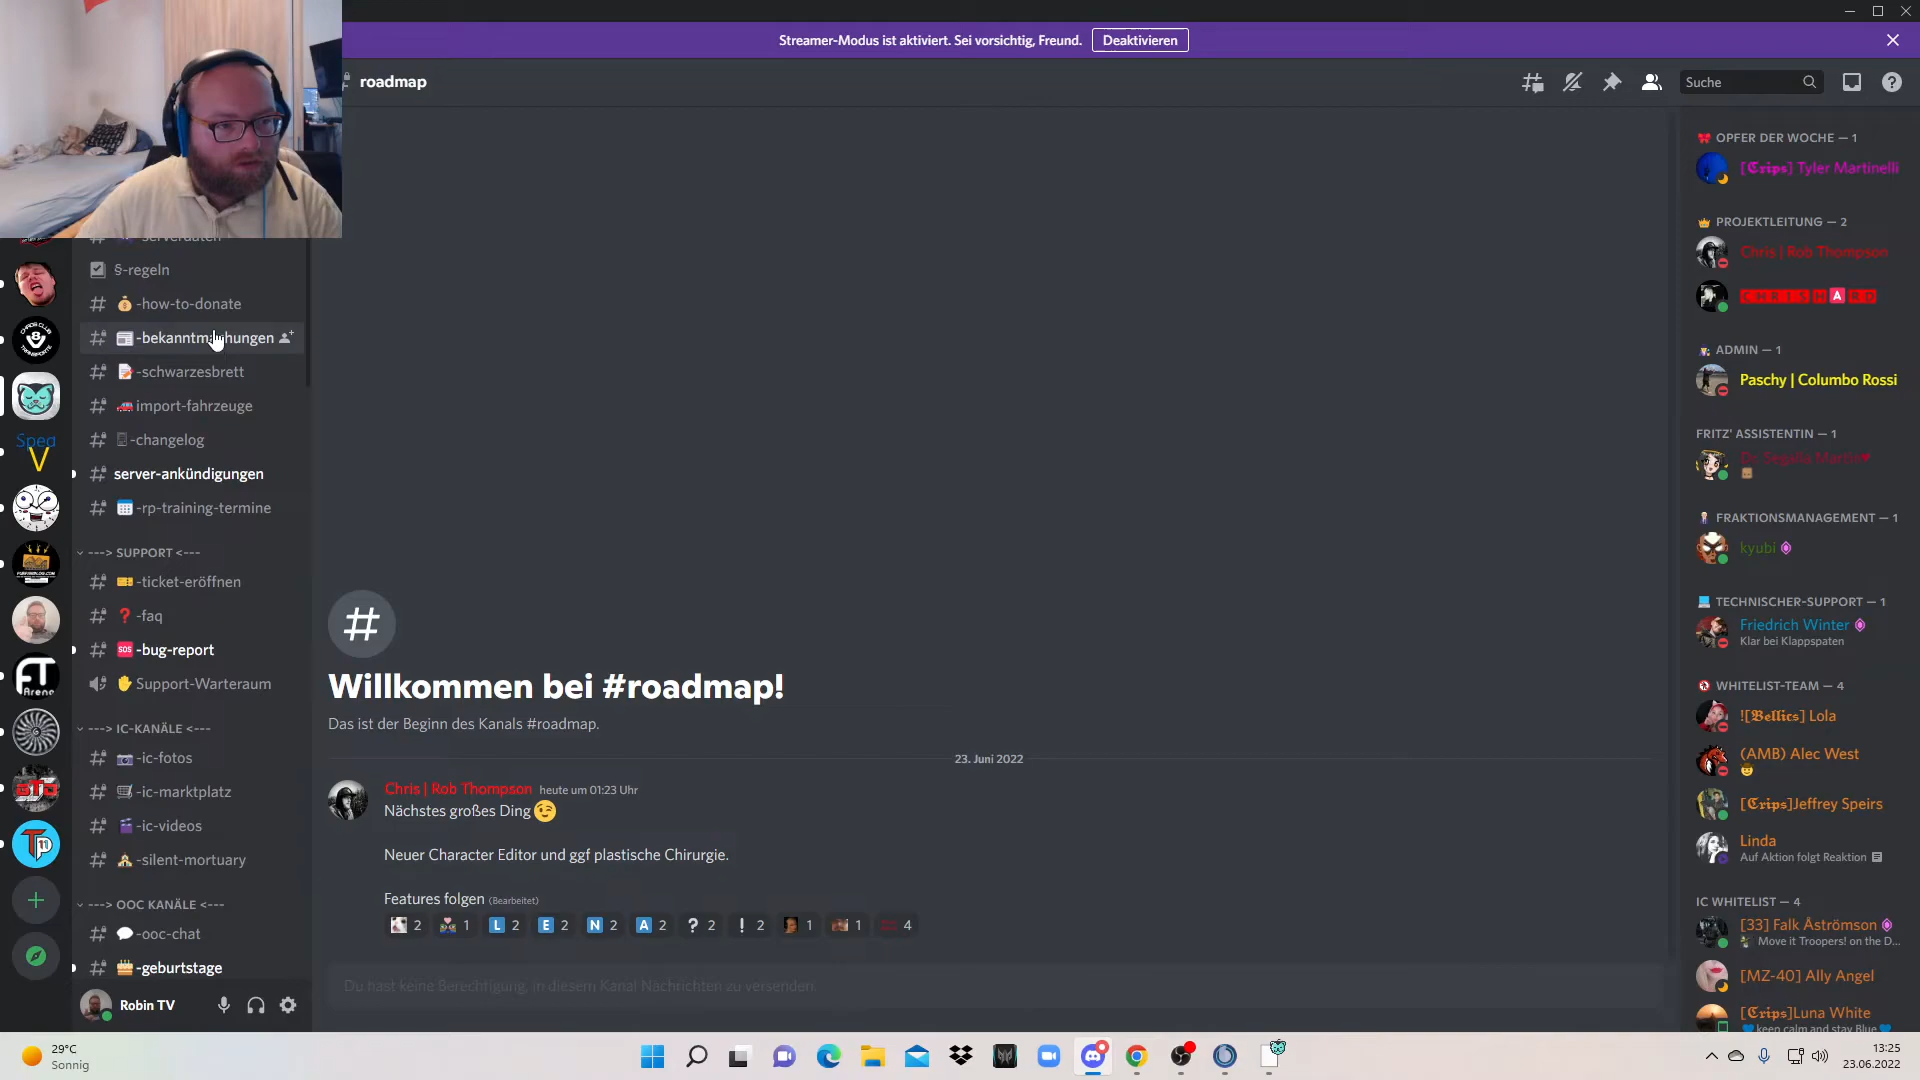 Streamer-Modus ist aktiviert. Sei vorsichtig, Freund. Deaktivieren
roadmap
Suche
serverdaten
§-regeln
-how-to-donate
-bekanntmachungen
-schwarzesbrett
import-fahrzeuge
-changelog
server-ankündigungen
-rp-training-termine
---> SUPPORT <---
-ticket-eröffnen
-faq
-bug-report
Support-Warteraum
---> IC-KANÄLE <---
-ic-fotos
-ic-marktplatz
-ic-videos
-silent-mortuary
---> OOC KANÄLE <---
-ooc-chat
-geburtstage
Robin TV
Sped
V
FT
Arena
Willkommen bei #roadmap!
Das ist der Beginn des Kanals #roadmap.
23. Juni 2022
Chris | Rob Thompson heute um 01:23 Uhr
Nächstes großes Ding
Neuer Character Editor und ggf plastische Chirurgie.
Features folgen (Bearbeitet)
2 1 L 2 E 2 N 2 A 2 ? 2 ! 2 1 1 4
Du hast keine Berechtigung, in diesem Kanal Nachrichten zu versenden.
OPFER DER WOCHE — 1
[𝕮𝖗𝖎𝖕𝖘] Tyler Martinelli
PROJEKTLEITUNG — 2
Chris | Rob Thompson
C H R I S H A R D
ADMIN — 1
Paschy | Columbo Rossi
FRITZ' ASSISTENTIN — 1
Dr. Segalla Martin♥
FRAKTIONSMANAGEMENT — 1
kyubi
TECHNISCHER-SUPPORT — 1
Friedrich Winter
Klar bei Klappspaten
WHITELIST-TEAM — 4
![𝕭𝖊𝖑𝖑𝖎𝖈𝖘] Lola
(AMB) Alec West
[𝕮𝖗𝖎𝖕𝖘]Jeffrey Speirs
Linda
Auf Aktion folgt Reaktion
IC WHITELIST — 4
[33] Falk Åströmson
Move it Troopers! on the D...
[MZ-40] Ally Angel
[𝕮𝖗𝖎𝖕𝖘]Luna White
keep calm and stay Blue
29°C
Sonnig
13:25
23.06.2022